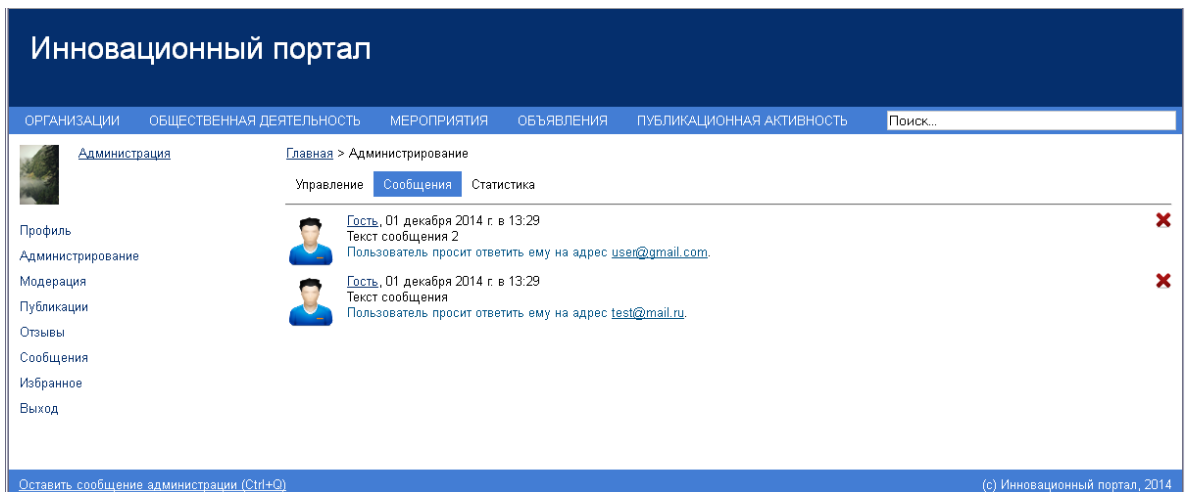 Инновационный портал
ОРГАНИЗАЦИИ ОБЩЕСТВЕННАЯ ДЕЯТЕЛЬНОСТЬ МЕРОПРИЯТИЯ ОБЪЯВЛЕНИЯ ПУБЛИКАЦИОННАЯ АКТИВНОСТЬ Поиск...
Администрация
Главная > Администрирование
Управление Сообщения Статистика
Профиль
Администрирование
Модерация
Публикации
Отзывы
Сообщения
Избранное
Выход
Гость, 01 декабря 2014 г. в 13:29
Текст сообщения 2
Пользователь просит ответить ему на адрес user@gmail.com.
Гость, 01 декабря 2014 г. в 13:29
Текст сообщения
Пользователь просит ответить ему на адрес test@mail.ru.
Оставить сообщение администрации (Ctrl+Q)
(c) Инновационный портал, 2014